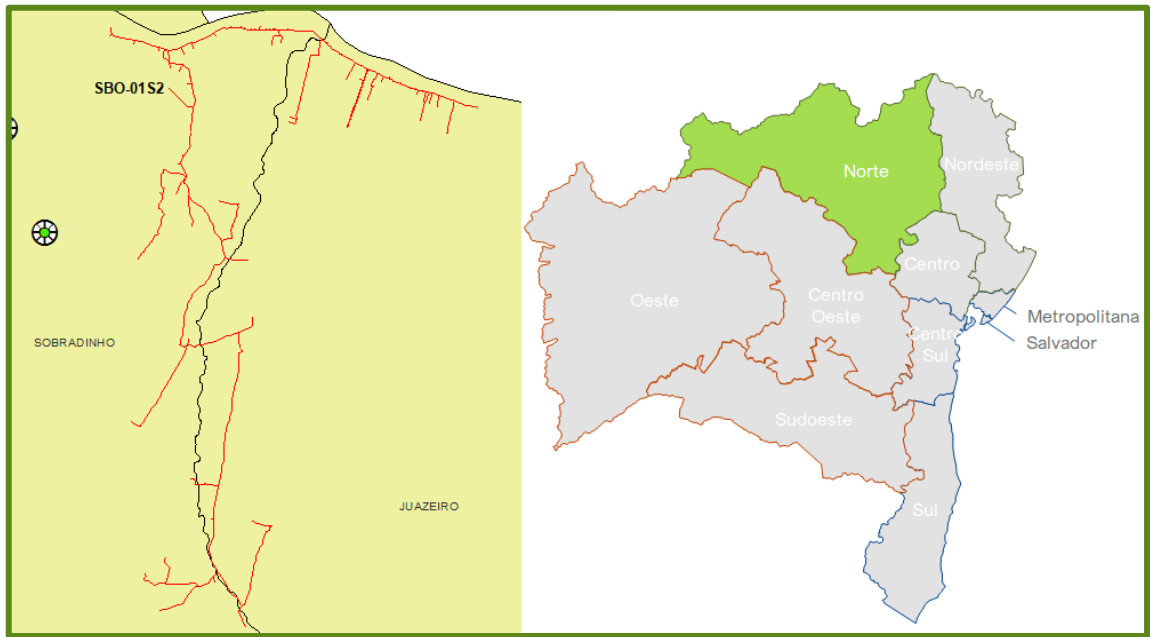 SBO-01S2
SOBRADINHO
JUAZEIRO
Norte
Nordeste
Centro
Oeste
Centro
Oeste
Metropolitana
Salvador
Centro
Sul
Sudoeste
Sul